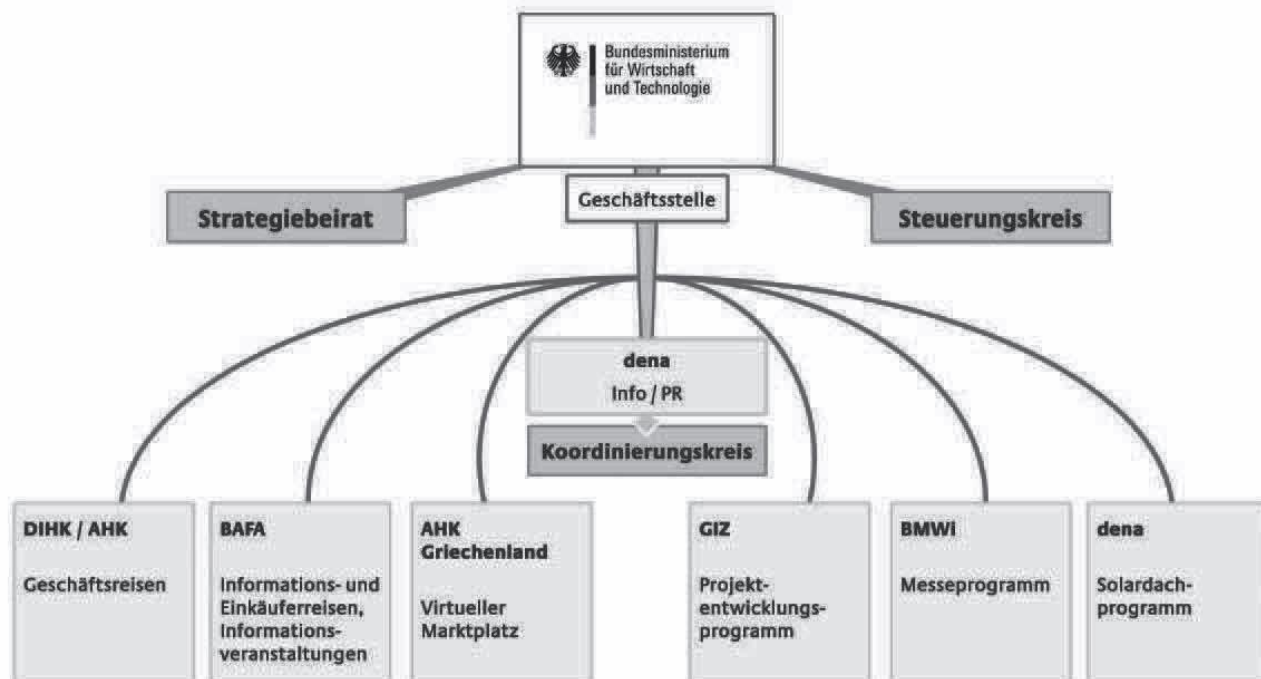 Bundesministerium
für Wirtschaft
und Technologie
Geschäftsstelle
Strategiebeirat
Steuerungskreis
dena
Info / PR
Koordinierungskreis
DIHK / AHK
Geschäftsreisen
BAFA
Informations- und
Einkäuferreisen,
Informations-
veranstaltungen
AHK
Griechenland
Virtueller
Marktplatz
GIZ
Projekt-
entwicklungs-
programm
BMWi
Messeprogramm
dena
Solardach-
programm